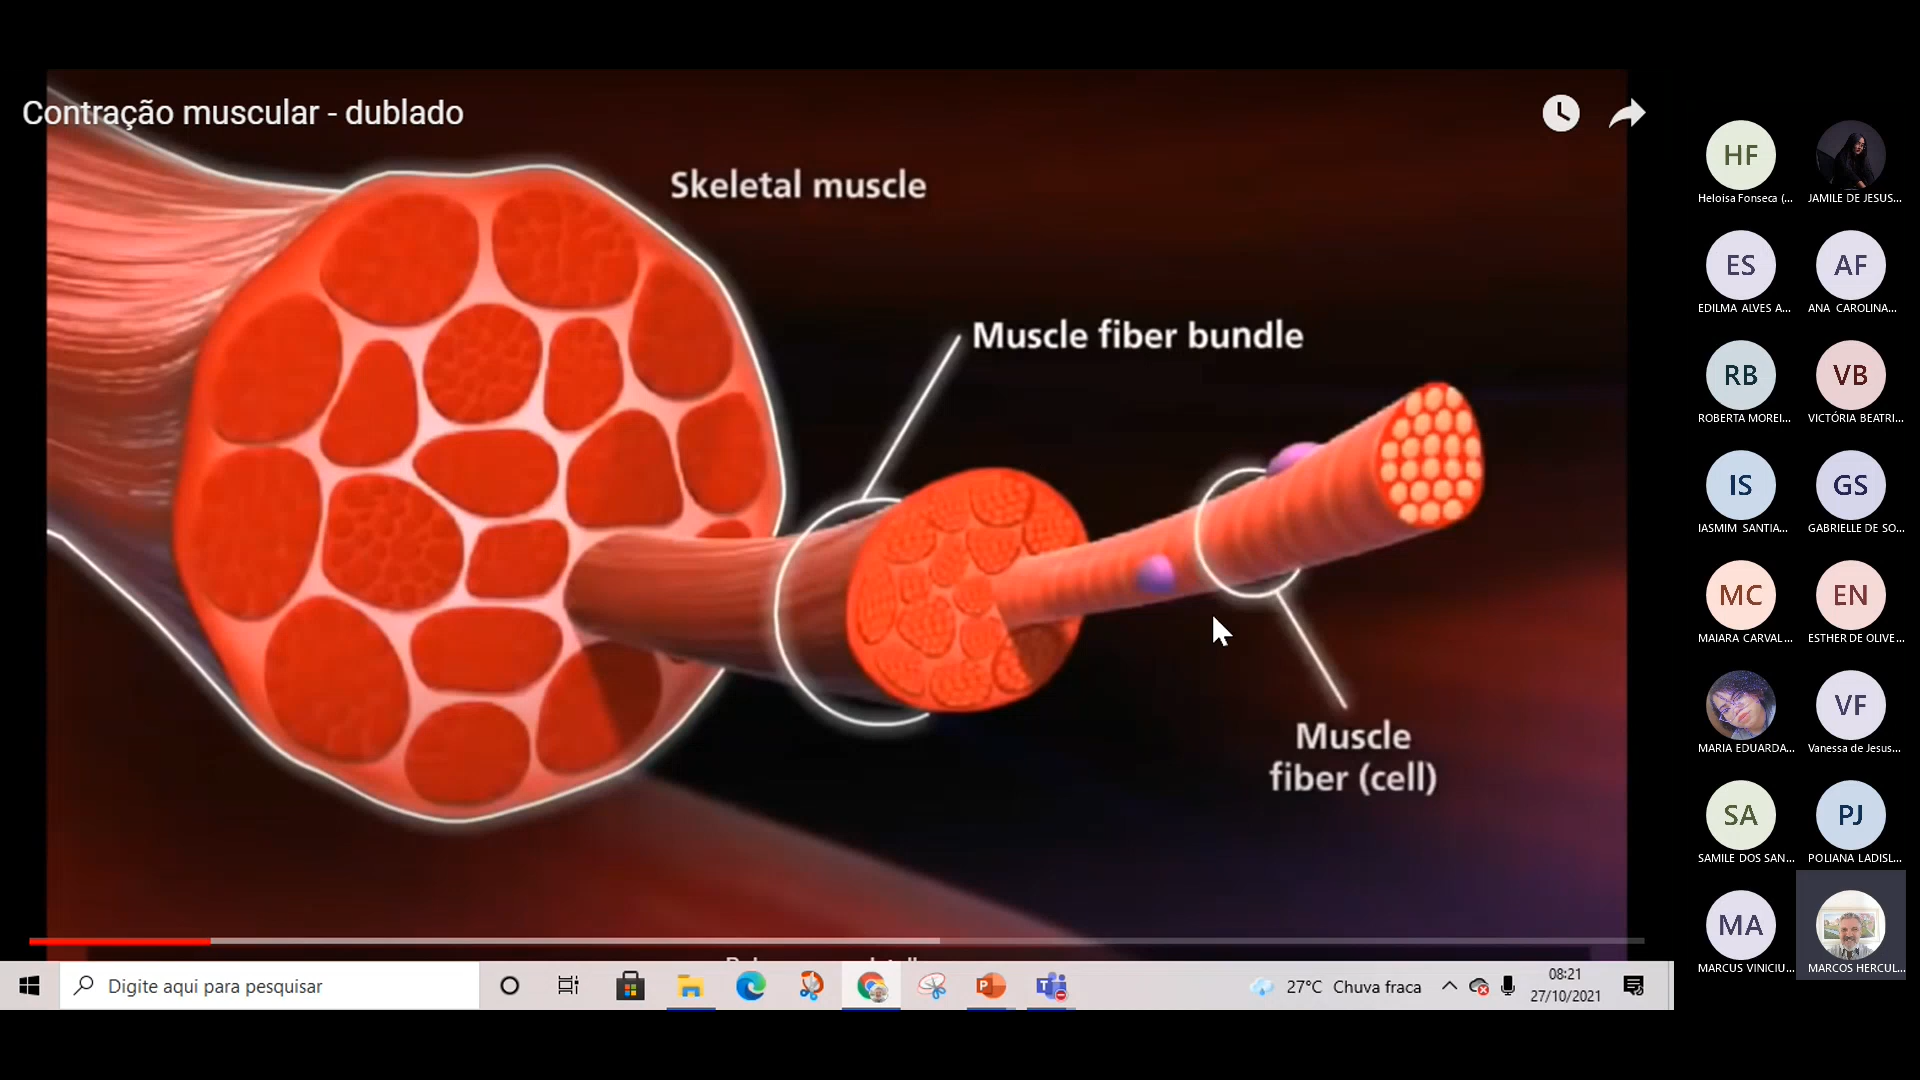 Contração muscular - dublado
Skeletal muscle
Muscle fiber bundle
Muscle
fiber (cell)
HF
Heloisa Fonseca (...
JAMILE DE JESUS...
ES
EDILMA ALVES A...
AF
ANA CAROLINA...
RB
ROBERTA MOREI...
VB
VICTÓRIA BEATRI...
IS
IASMIM SANTIA...
GS
GABRIELLE DE SO...
MC
MAIARA CARVAL...
EN
ESTHER DE OLIVE...
MARIA EDUARDA...
VF
Vanessa de Jesus...
SA
SAMILE DOS SAN...
PJ
POLIANA LADISL...
MA
MARCUS VINICIU...
MARCOS HERCUL...
Digite aqui para pesquisar
27°C Chuva fraca
08:21
27/10/2021